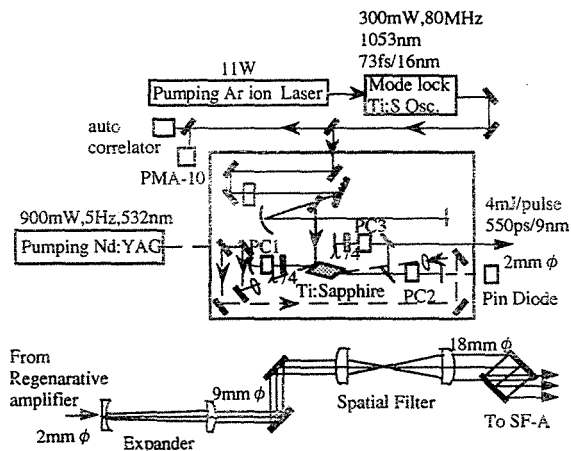 300mW,80MHz
1053nm
73fs/16nm
11W
Pumping Ar ion Laser
Mode lock
Ti:S Osc.
auto
correlator
PMA-10
900mW,5Hz,532nm
Pumping Nd:YAG
PC1
λ/4
PC3
λ/4
4mJ/pulse
550ps/9nm
2mm ϕ
Ti:Sapphire
PC2
Pin Diode
From
Regenarative
amplifier
2mm ϕ
Expander
9mm ϕ
Spatial Filter
18mm ϕ
To SF-A